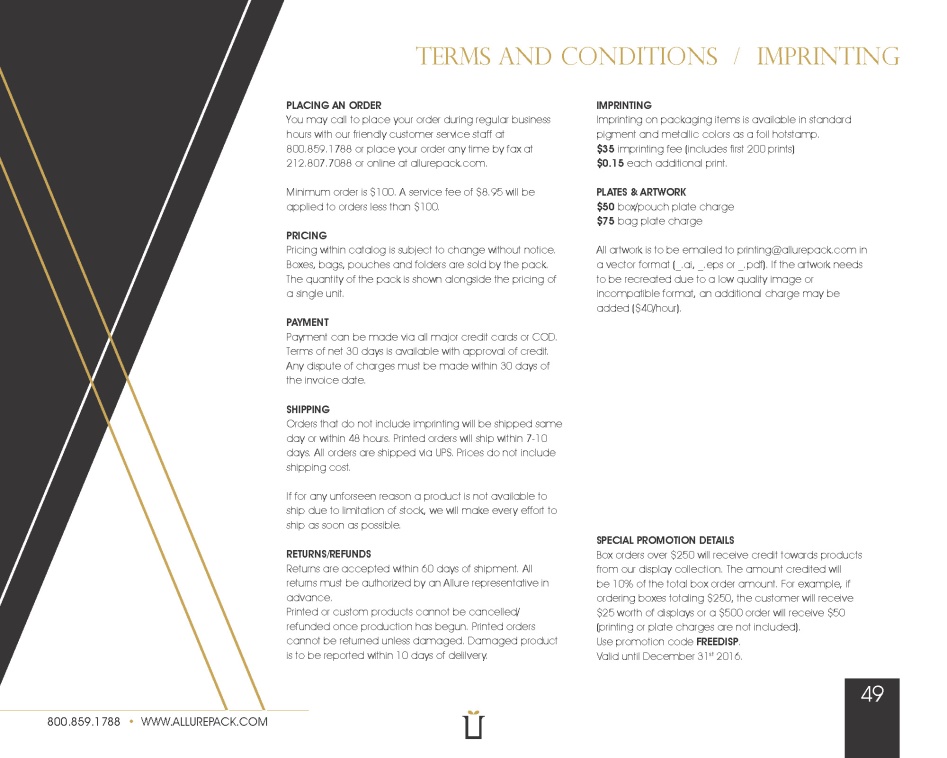 TERMS AND CONDITIONS / IMPRINTING
PLACING AN ORDER
You may call to place your order during regular business
hours with our friendly customer service staff at
800.859.1788 or place your order any time by fax at
212.807.7088 or online at allurepack.com.
Minimum order is $100. A service fee of $8.95 will be
applied to orders less than $100.
PRICING
Pricing within catalog is subject to change without notice.
Boxes, bags, pouches and folders are sold by the pack.
The quantity of the pack is shown alongside the pricing of
a single unit.
PAYMENT
Payment can be made via all major credit cards or COD.
Terms of net 30 days is available with approval of credit.
Any dispute of charges must be made within 30 days of
the invoice date.
SHIPPING
Orders that do not include imprinting will be shipped same
day or within 48 hours. Printed orders will ship within 7-10
days. All orders are shipped via UPS. Prices do not include
shipping cost.
If for any unforseen reason a product is not available to
ship due to limitation of stock, we will make every effort to
ship as soon as possible.
RETURNS/REFUNDS
Returns are accepted within 60 days of shipment. All
returns must be authorized by an Allure representative in
advance.
Printed or custom products cannot be cancelled/
refunded once production has begun. Printed orders
cannot be returned unless damaged. Damaged product
is to be reported within 10 days of delilvery.
IMPRINTING
Imprinting on packaging items is available in standard
pigment and metallic colors as a foil hotstamp.
$35 imprinting fee (includes first 200 prints)
$0.15 each additional print.
PLATES & ARTWORK
$50 box/pouch plate charge
$75 bag plate charge
All artwork is to be emailed to printing@allurepack.com in
a vector format (_.ai, _.eps or _.pdf). If the artwork needs
to be recreated due to a low quality image or
incompatible format, an additional charge may be
added ($40/hour).
SPECIAL PROMOTION DETAILS
Box orders over $250 will receive credit towards products
from our display collection. The amount credited will
be 10% of the total box order amount. For example, if
ordering boxes totaling $250, the customer will receive
$25 worth of displays or a $500 order will receive $50
(printing or plate charges are not included).
Use promotion code FREEDISP.
Valid until December 31st 2016.
800.859.1788 • WWW.ALLUREPACK.COM
49